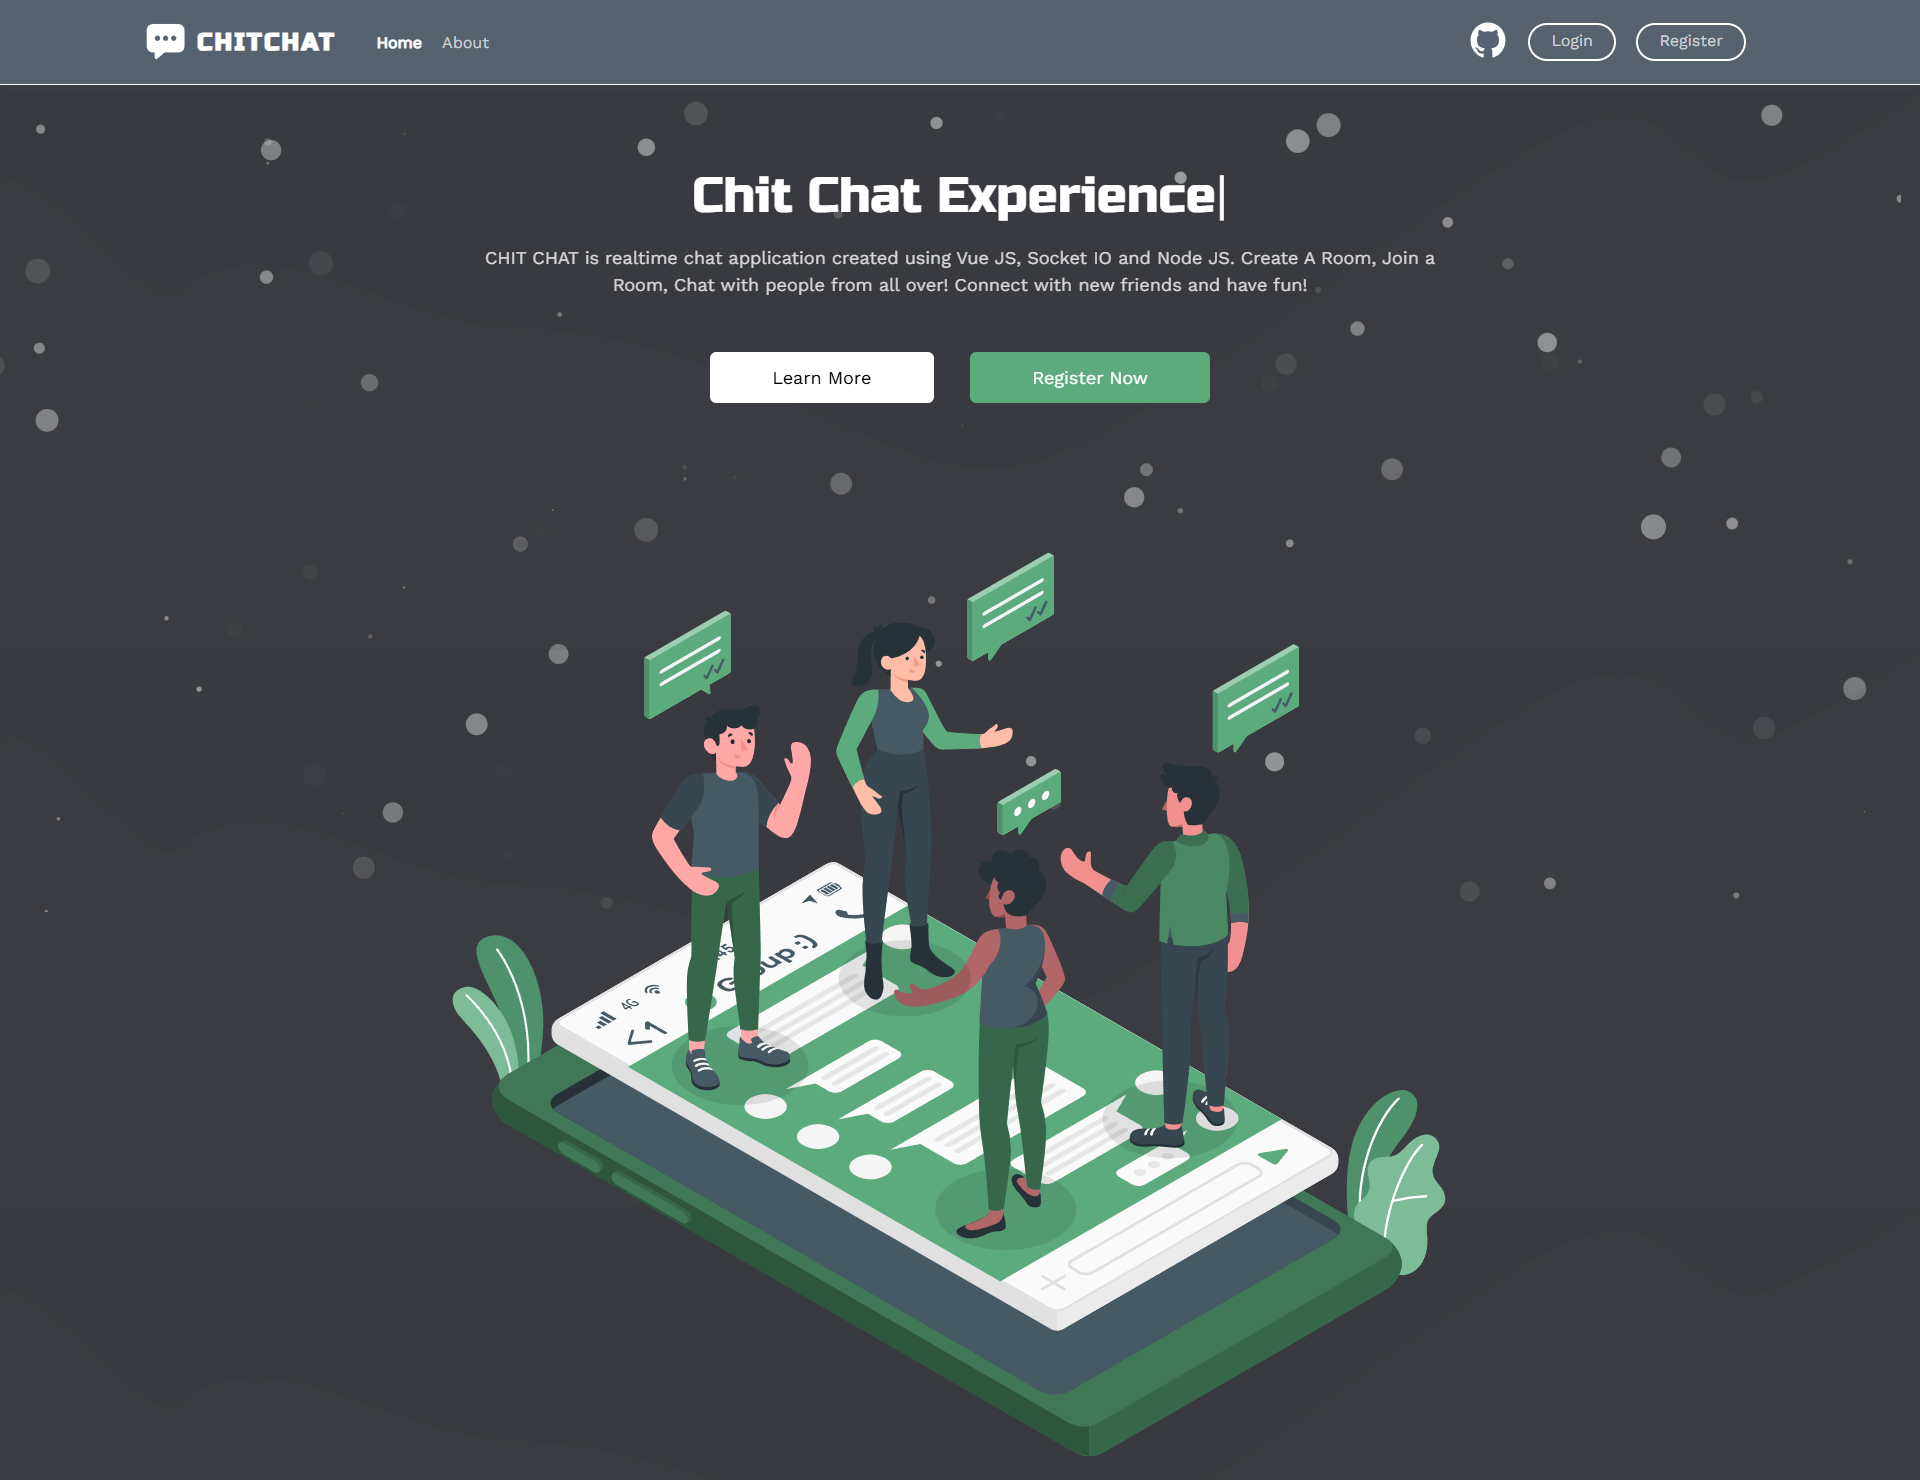 CHITCHAT
Home
About
Login
Register
Chit Chat Experience|
CHIT CHAT is realtime chat application created using Vue JS, Socket IO and Node JS. Create A Room, Join a
Room, Chat with people from all over! Connect with new friends and have fun!
Learn More
Register Now
4G
<1